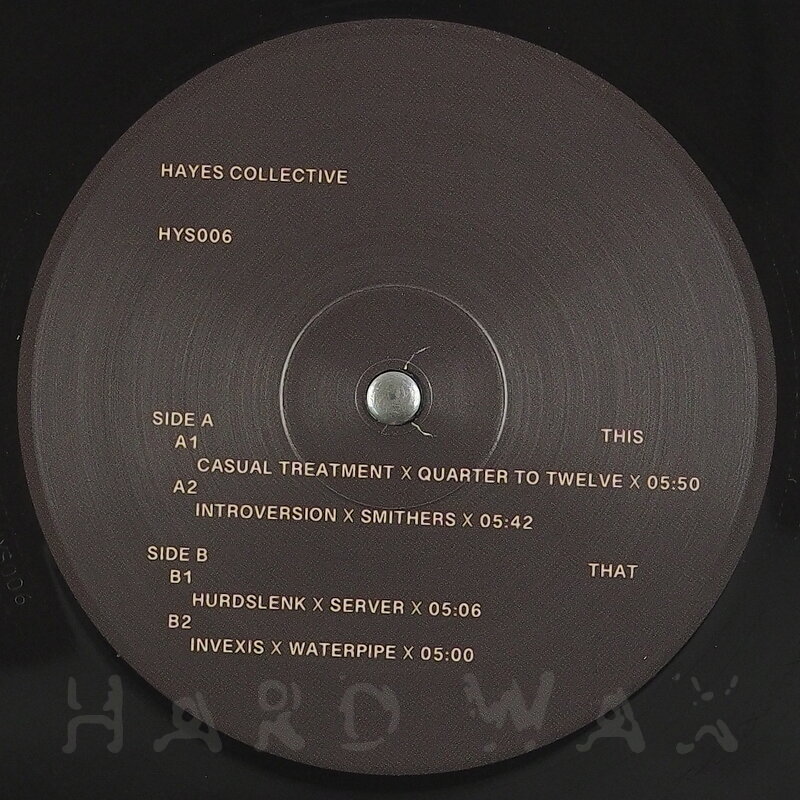 HAYES COLLECTIVE
HYS006
SIDE A
THIS
A1
CASUAL TREATMENT X QUARTER TO TWELVE X 05:50
A2
INTROVERSION X SMITHERS X 05:42
SIDE B
THAT
B1
HURDSLENK X SERVER X 05:06
B2
INVEXIS X WATERPIPE X 05:00
HARD WAX